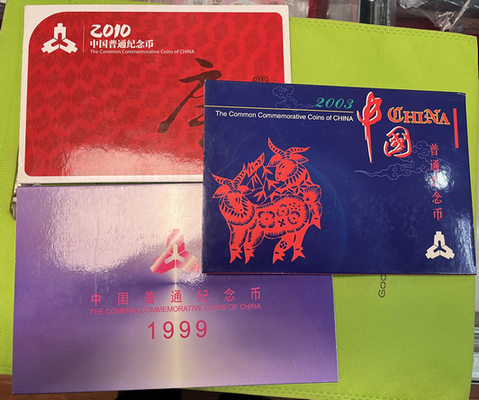 2010
中国普通纪念币
The Common Commemorative Coins of CHINA
2003
The Common Commemorative Coins of CHINA
中国
CHINA
普通纪念币
中国普通纪念币
THE COMMON COMMEMORATIVE COINS OF CHINA
1999